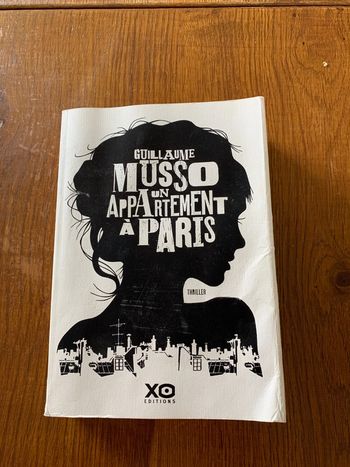 GUILLAUME
MUSSO
UN
APPARTEMENT
À PARIS
THRILLER
XO
EDITIONS